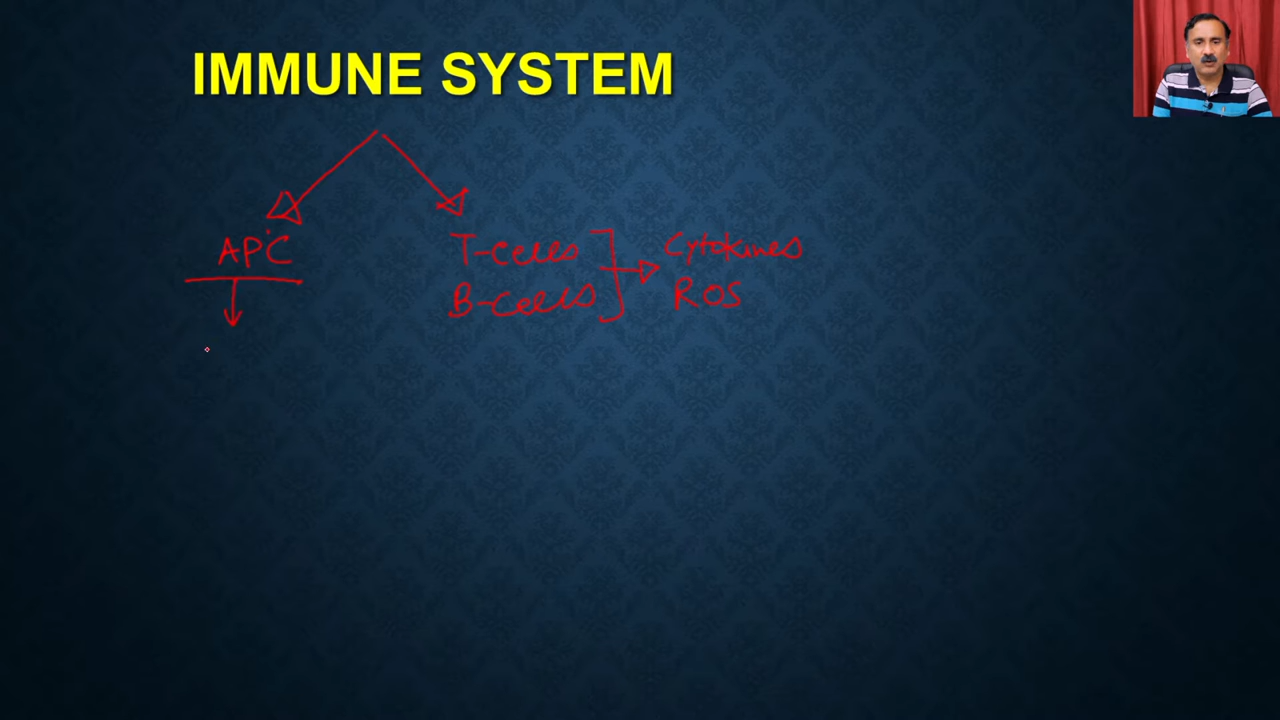 IMMUNE SYSTEM
APC
T-Cells
B-Cells
Cytokines
ROS